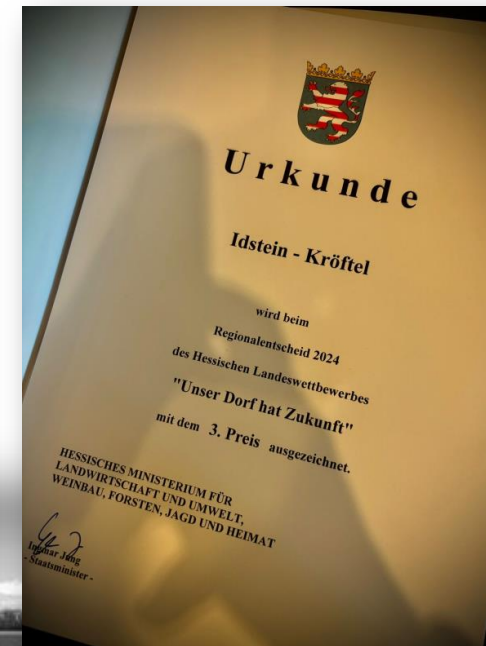 Urkunde
Idstein - Kröftel
wird beim
Regionalentscheid 2024
des Hessischen Landeswettbewerbes
"Unser Dorf hat Zukunft"
mit dem 3. Preis ausgezeichnet.
HESSISCHES MINISTERIUM FÜR
LANDWIRTSCHAFT UND UMWELT,
WEINBAU, FORSTEN, JAGD UND HEIMAT
Ingmar Jung
- Staatsminister -